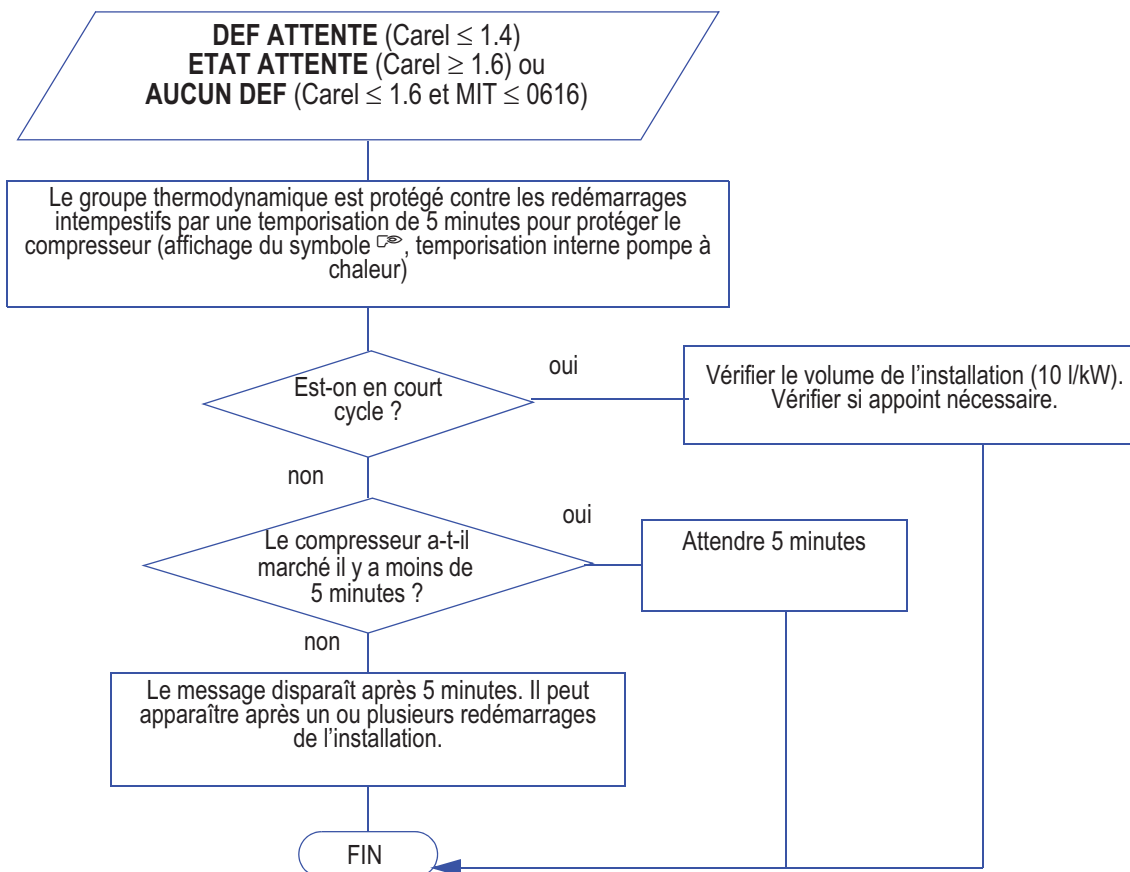 DEF ATTENTE (Carel ≤ 1.4)
ETAT ATTENTE (Carel ≥ 1.6) ou
AUCUN DEF (Carel ≤ 1.6 et MIT ≤ 0616)
Le groupe thermodynamique est protégé contre les redémarrages
intempestifs par une temporisation de 5 minutes pour protéger le
compresseur (affichage du symbole ☞, temporisation interne pompe à
chaleur)
Est-on en court
cycle ?
oui
Vérifier le volume de l'installation (10 l/kW).
Vérifier si appoint nécessaire.
non
Le compresseur a-t-il
marché il y a moins de
5 minutes ?
oui
Attendre 5 minutes
non
Le message disparaît après 5 minutes. Il peut
apparaître après un ou plusieurs redémarrages
de l'installation.
FIN